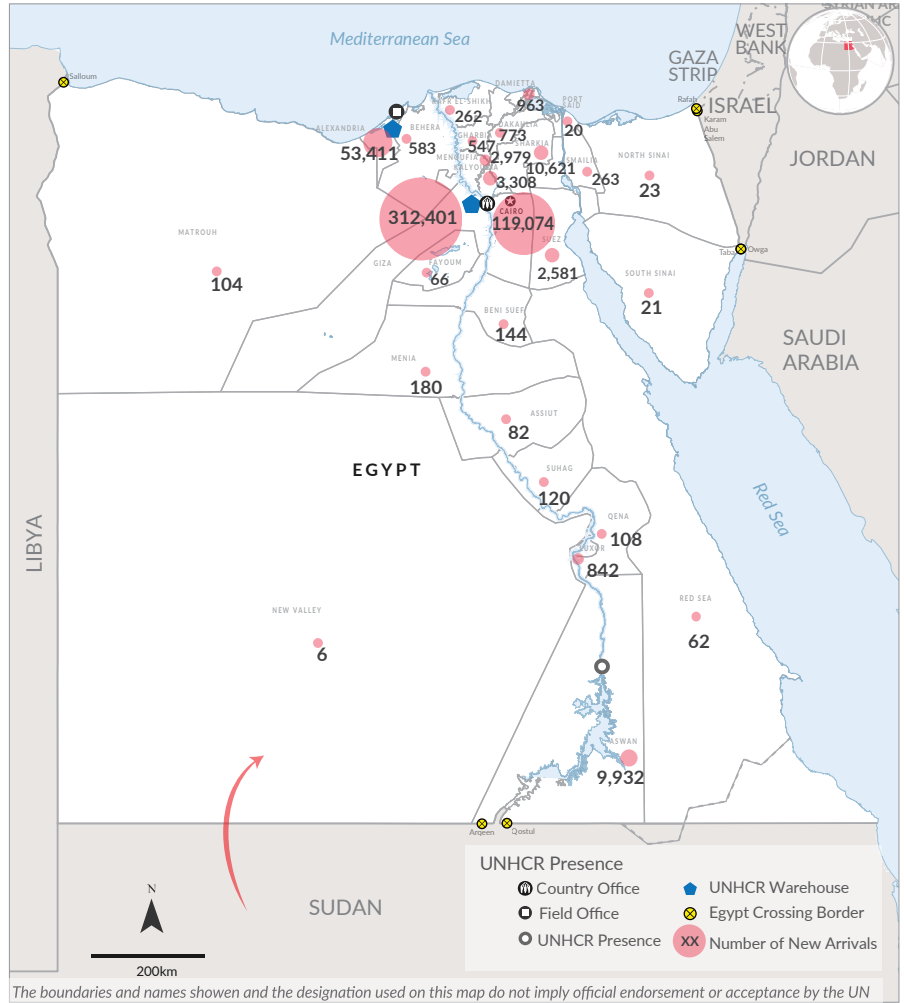 SYRIAN AR
IC
Mediterranean Sea
WEST
BANK
GAZA
STRIP
Salloum
DAMIETTA
963
KAFR EL-SHIKH
262
PORT
SAID
20
Rafah
ISRAEL
Karam
Abu
Salem
ALEXANDRIA
53,411
BEHERA
583
GHARBIA
547
DAKAHLIA
773
SHARKIA
10,621
MENOUFIA
2,979
KALYOUBIA
3,308
ISMAILIA
263
NORTH SINAI
23
JORDAN
312,401
CAIRO
119,074
MATROUH
104
GIZA
FAYOUM
66
SUEZ
2,581
Taba
Owga
SOUTH SINAI
21
BENI SUEF
144
SAUDI
ARABIA
MENIA
180
ASSIUT
82
EGYPT
SUHAG
120
Red Sea
QENA
108
LUXUR
842
LIBYA
NEW VALLEY
6
RED SEA
62
ASWAN
9,932
Argeen
Qostul
SUDAN
N
200km
UNHCR Presence
Country Office
UNHCR Warehouse
Field Office
Egypt Crossing Border
UNHCR Presence
XX
Number of New Arrivals
The boundaries and names showen and the designation used on this map do not imply official endorsement or acceptance by the UN